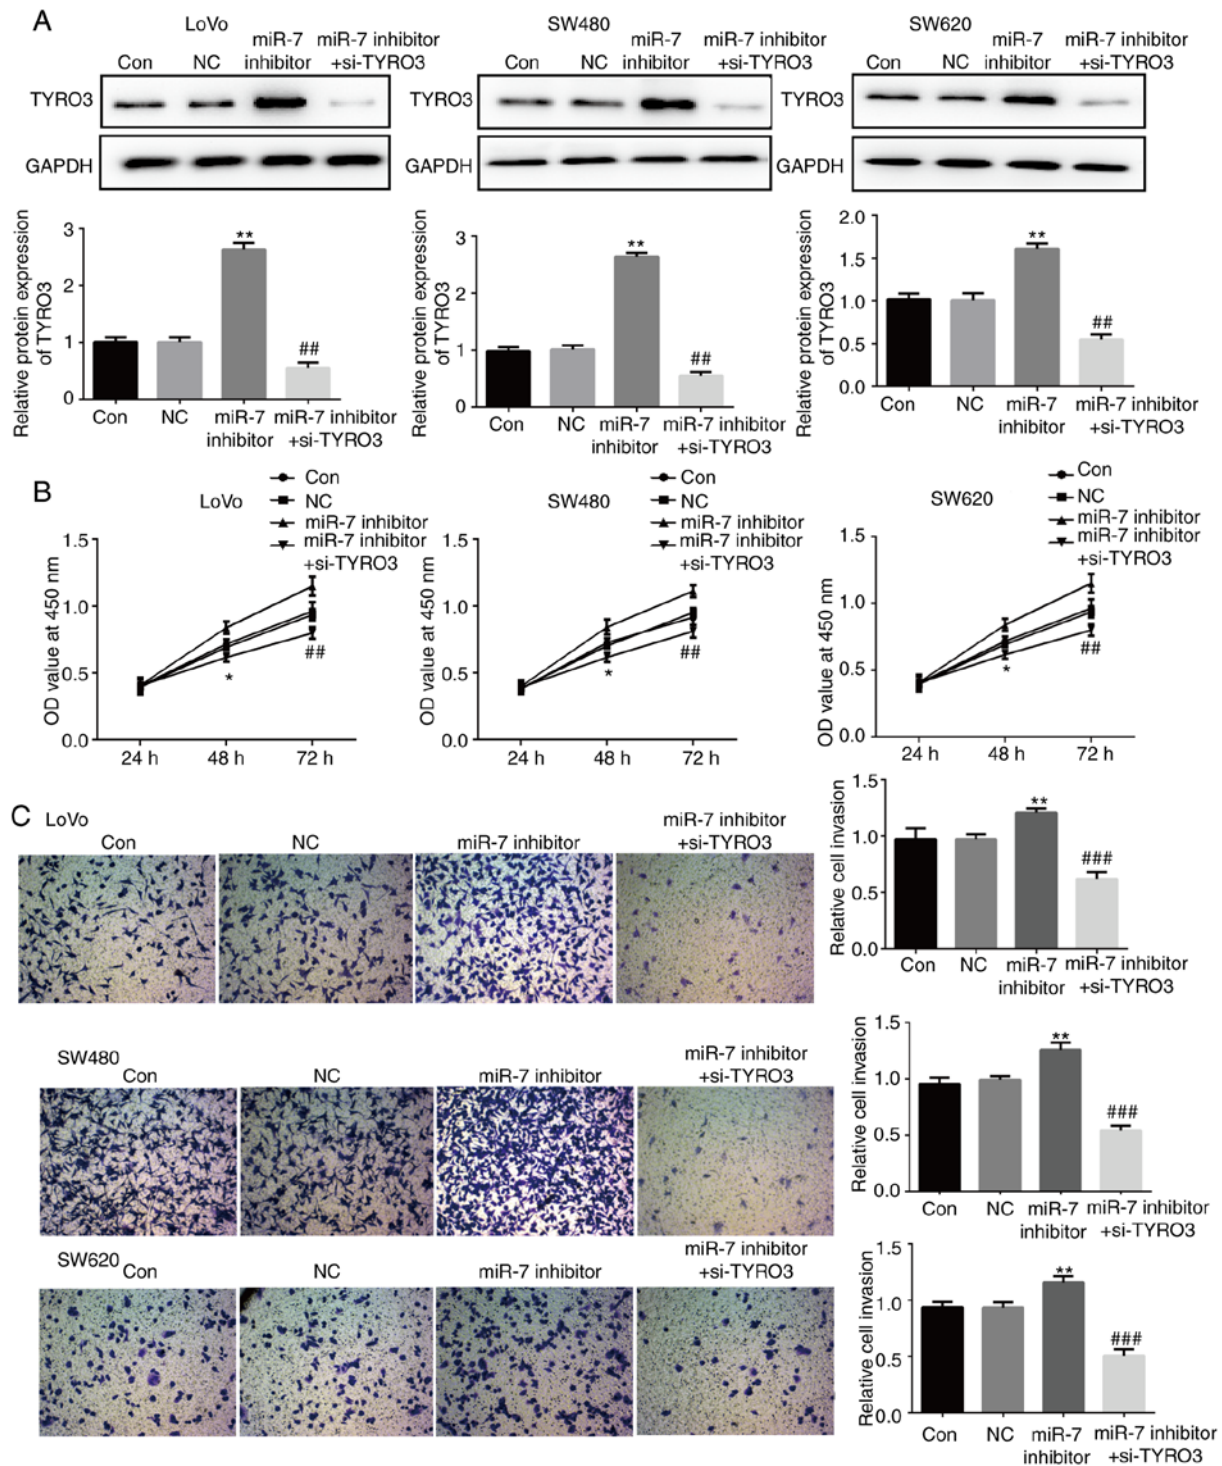 A
LoVo
SW480
SW620
Con
NC
miR-7
inhibitor
miR-7 inhibitor
+si-TYRO3
Con
NC
miR-7
inhibitor
miR-7 inhibitor
+si-TYRO3
Con
NC
miR-7
inhibitor
miR-7 inhibitor
+si-TYRO3
TYRO3
TYRO3
TYRO3
GAPDH
GAPDH
GAPDH
Relative protein expression
of TYRO3
3
2
1
0
**
##
Con
NC
miR-7
inhibitor
miR-7 inhibitor
+si-TYRO3
Relative protein expression
of TYRO3
3
2
1
0
**
##
Con
NC
miR-7
inhibitor
miR-7 inhibitor
+si-TYRO3
Relative protein expression
of TYRO3
2.0
1.5
1.0
0.5
0.0
**
##
Con
NC
miR-7
inhibitor
miR-7 inhibitor
+si-TYRO3
B
LoVo
Con
NC
miR-7 inhibitor
miR-7 inhibitor
+si-TYRO3
OD value at 450 nm
1.5
1.0
0.5
0.0
*
##
24 h
48 h
72 h
SW480
Con
NC
miR-7 inhibitor
miR-7 inhibitor
+si-TYRO3
OD value at 450 nm
1.5
1.0
0.5
0.0
*
##
24 h
48 h
72 h
SW620
Con
NC
miR-7 inhibitor
miR-7 inhibitor
+si-TYRO3
OD value at 450 nm
1.5
1.0
0.5
0.0
*
##
24 h
48 h
72 h
C
LoVo
Con
NC
miR-7 inhibitor
miR-7 inhibitor
+si-TYRO3
Relative cell invasion
1.5
1.0
0.5
0.0
**
###
Con
NC
miR-7
inhibitor
miR-7 inhibitor
+si-TYRO3
SW480
Con
NC
miR-7 inhibitor
miR-7 inhibitor
+si-TYRO3
Relative cell invasion
1.5
1.0
0.5
0.0
**
###
Con
NC
miR-7
inhibitor
miR-7 inhibitor
+si-TYRO3
SW620
Con
NC
miR-7 inhibitor
miR-7 inhibitor
+si-TYRO3
Relative cell invasion
1.5
1.0
0.5
0.0
**
###
Con
NC
miR-7
inhibitor
miR-7 inhibitor
+si-TYRO3